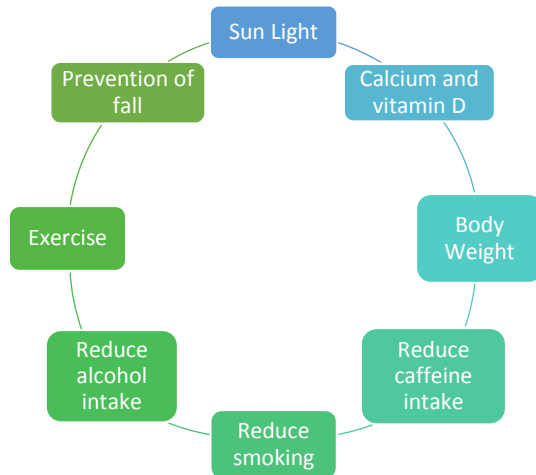 Sun Light
Calcium and
vitamin D
Body
Weight
Reduce
caffeine
intake
Reduce
smoking
Reduce
alcohol
intake
Exercise
Prevention of
fall